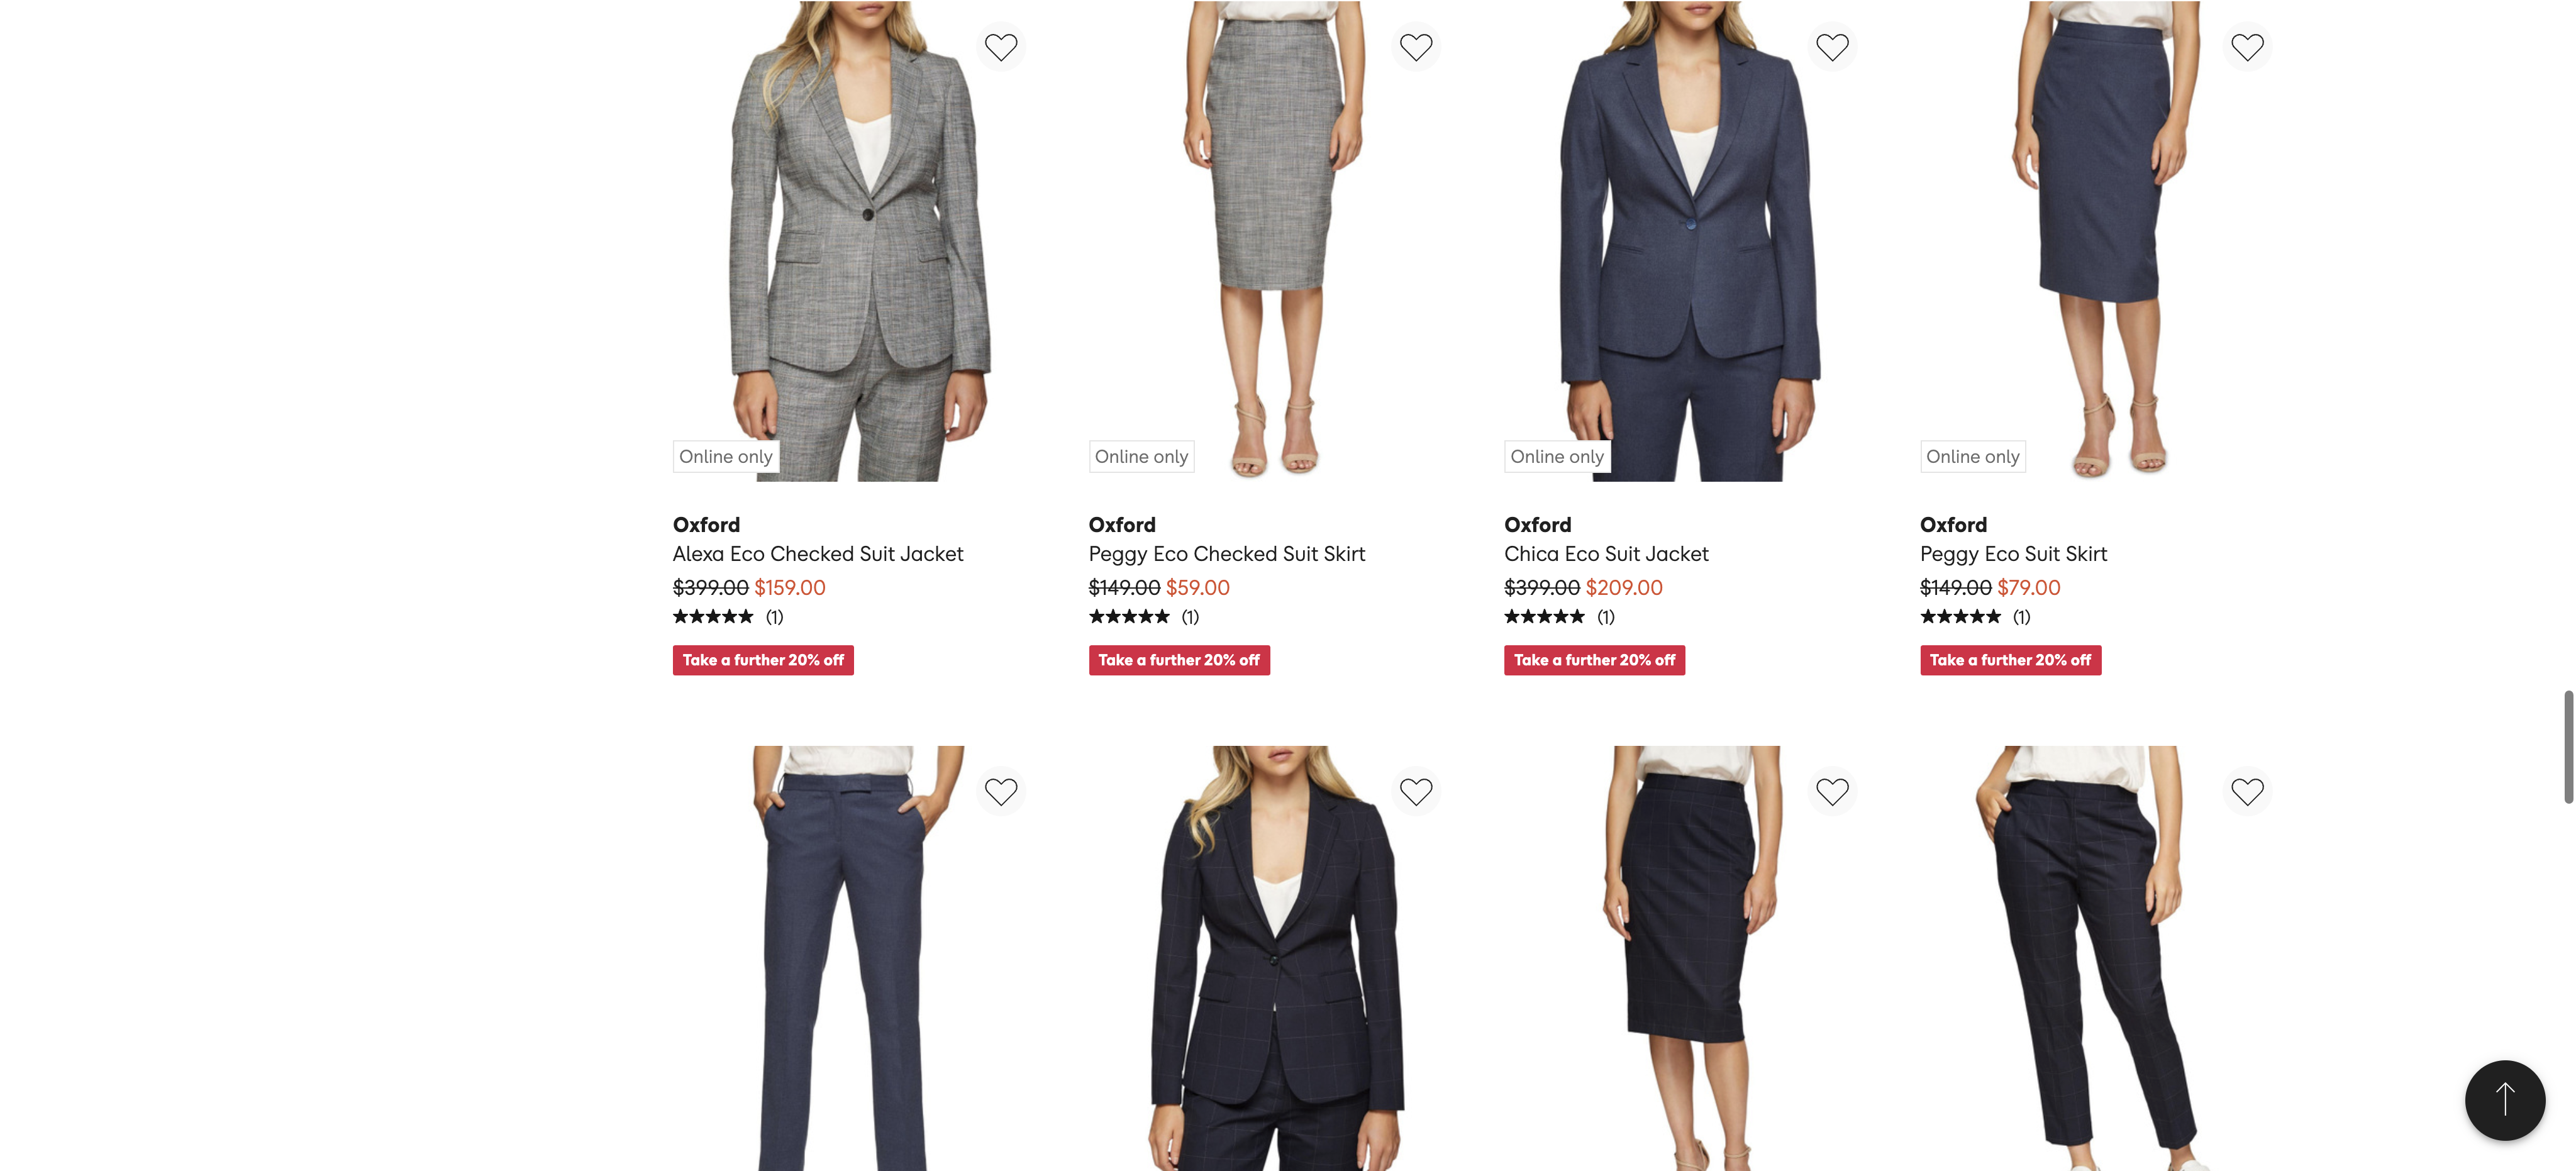 Online only
Online only
Online only
Online only
Oxford
Alexa Eco Checked Suit Jacket
$399.00 $159.00
★★★★★ (1)
Take a further 20% off
Oxford
Peggy Eco Checked Suit Skirt
$149.00 $59.00
★★★★★ (1)
Take a further 20% off
Oxford
Chica Eco Suit Jacket
$399.00 $209.00
★★★★★ (1)
Take a further 20% off
Oxford
Peggy Eco Suit Skirt
$149.00 $79.00
★★★★★ (1)
Take a further 20% off